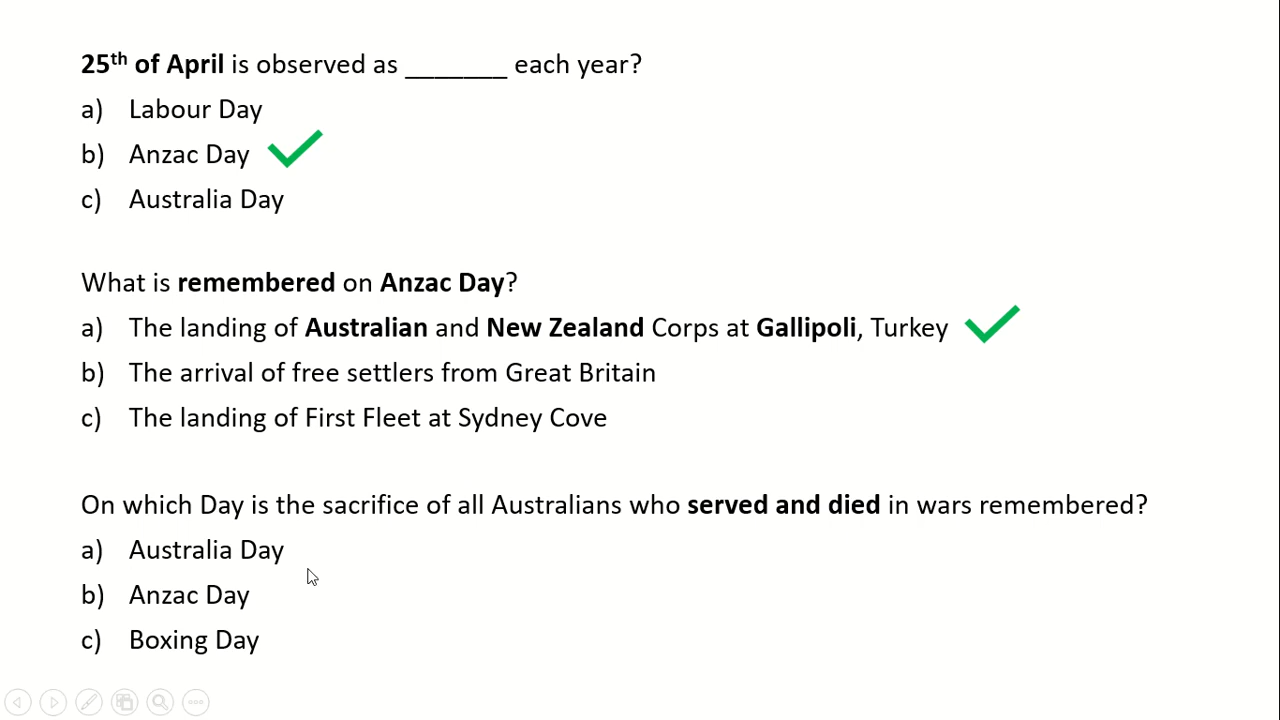 25th of April is observed as _______ each year?
a) Labour Day
b) Anzac Day
c) Australia Day
What is remembered on Anzac Day?
a) The landing of Australian and New Zealand Corps at Gallipoli, Turkey
b) The arrival of free settlers from Great Britain
c) The landing of First Fleet at Sydney Cove
On which Day is the sacrifice of all Australians who served and died in wars remembered?
a) Australia Day
b) Anzac Day
c) Boxing Day